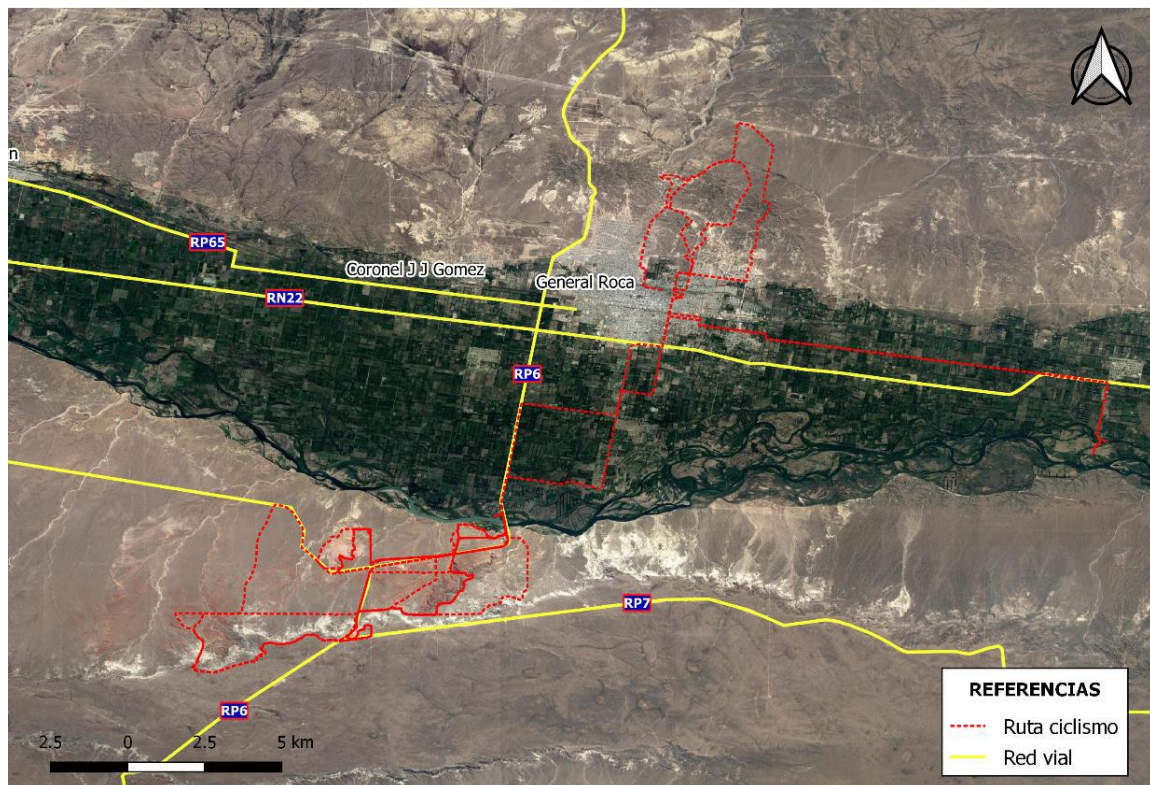 n
RP65
Coronel J J Gomez
General Roca
RN22
RP6
RP7
RP6
REFERENCIAS
Ruta ciclismo
Red vial
2.5 0 2.5 5 km